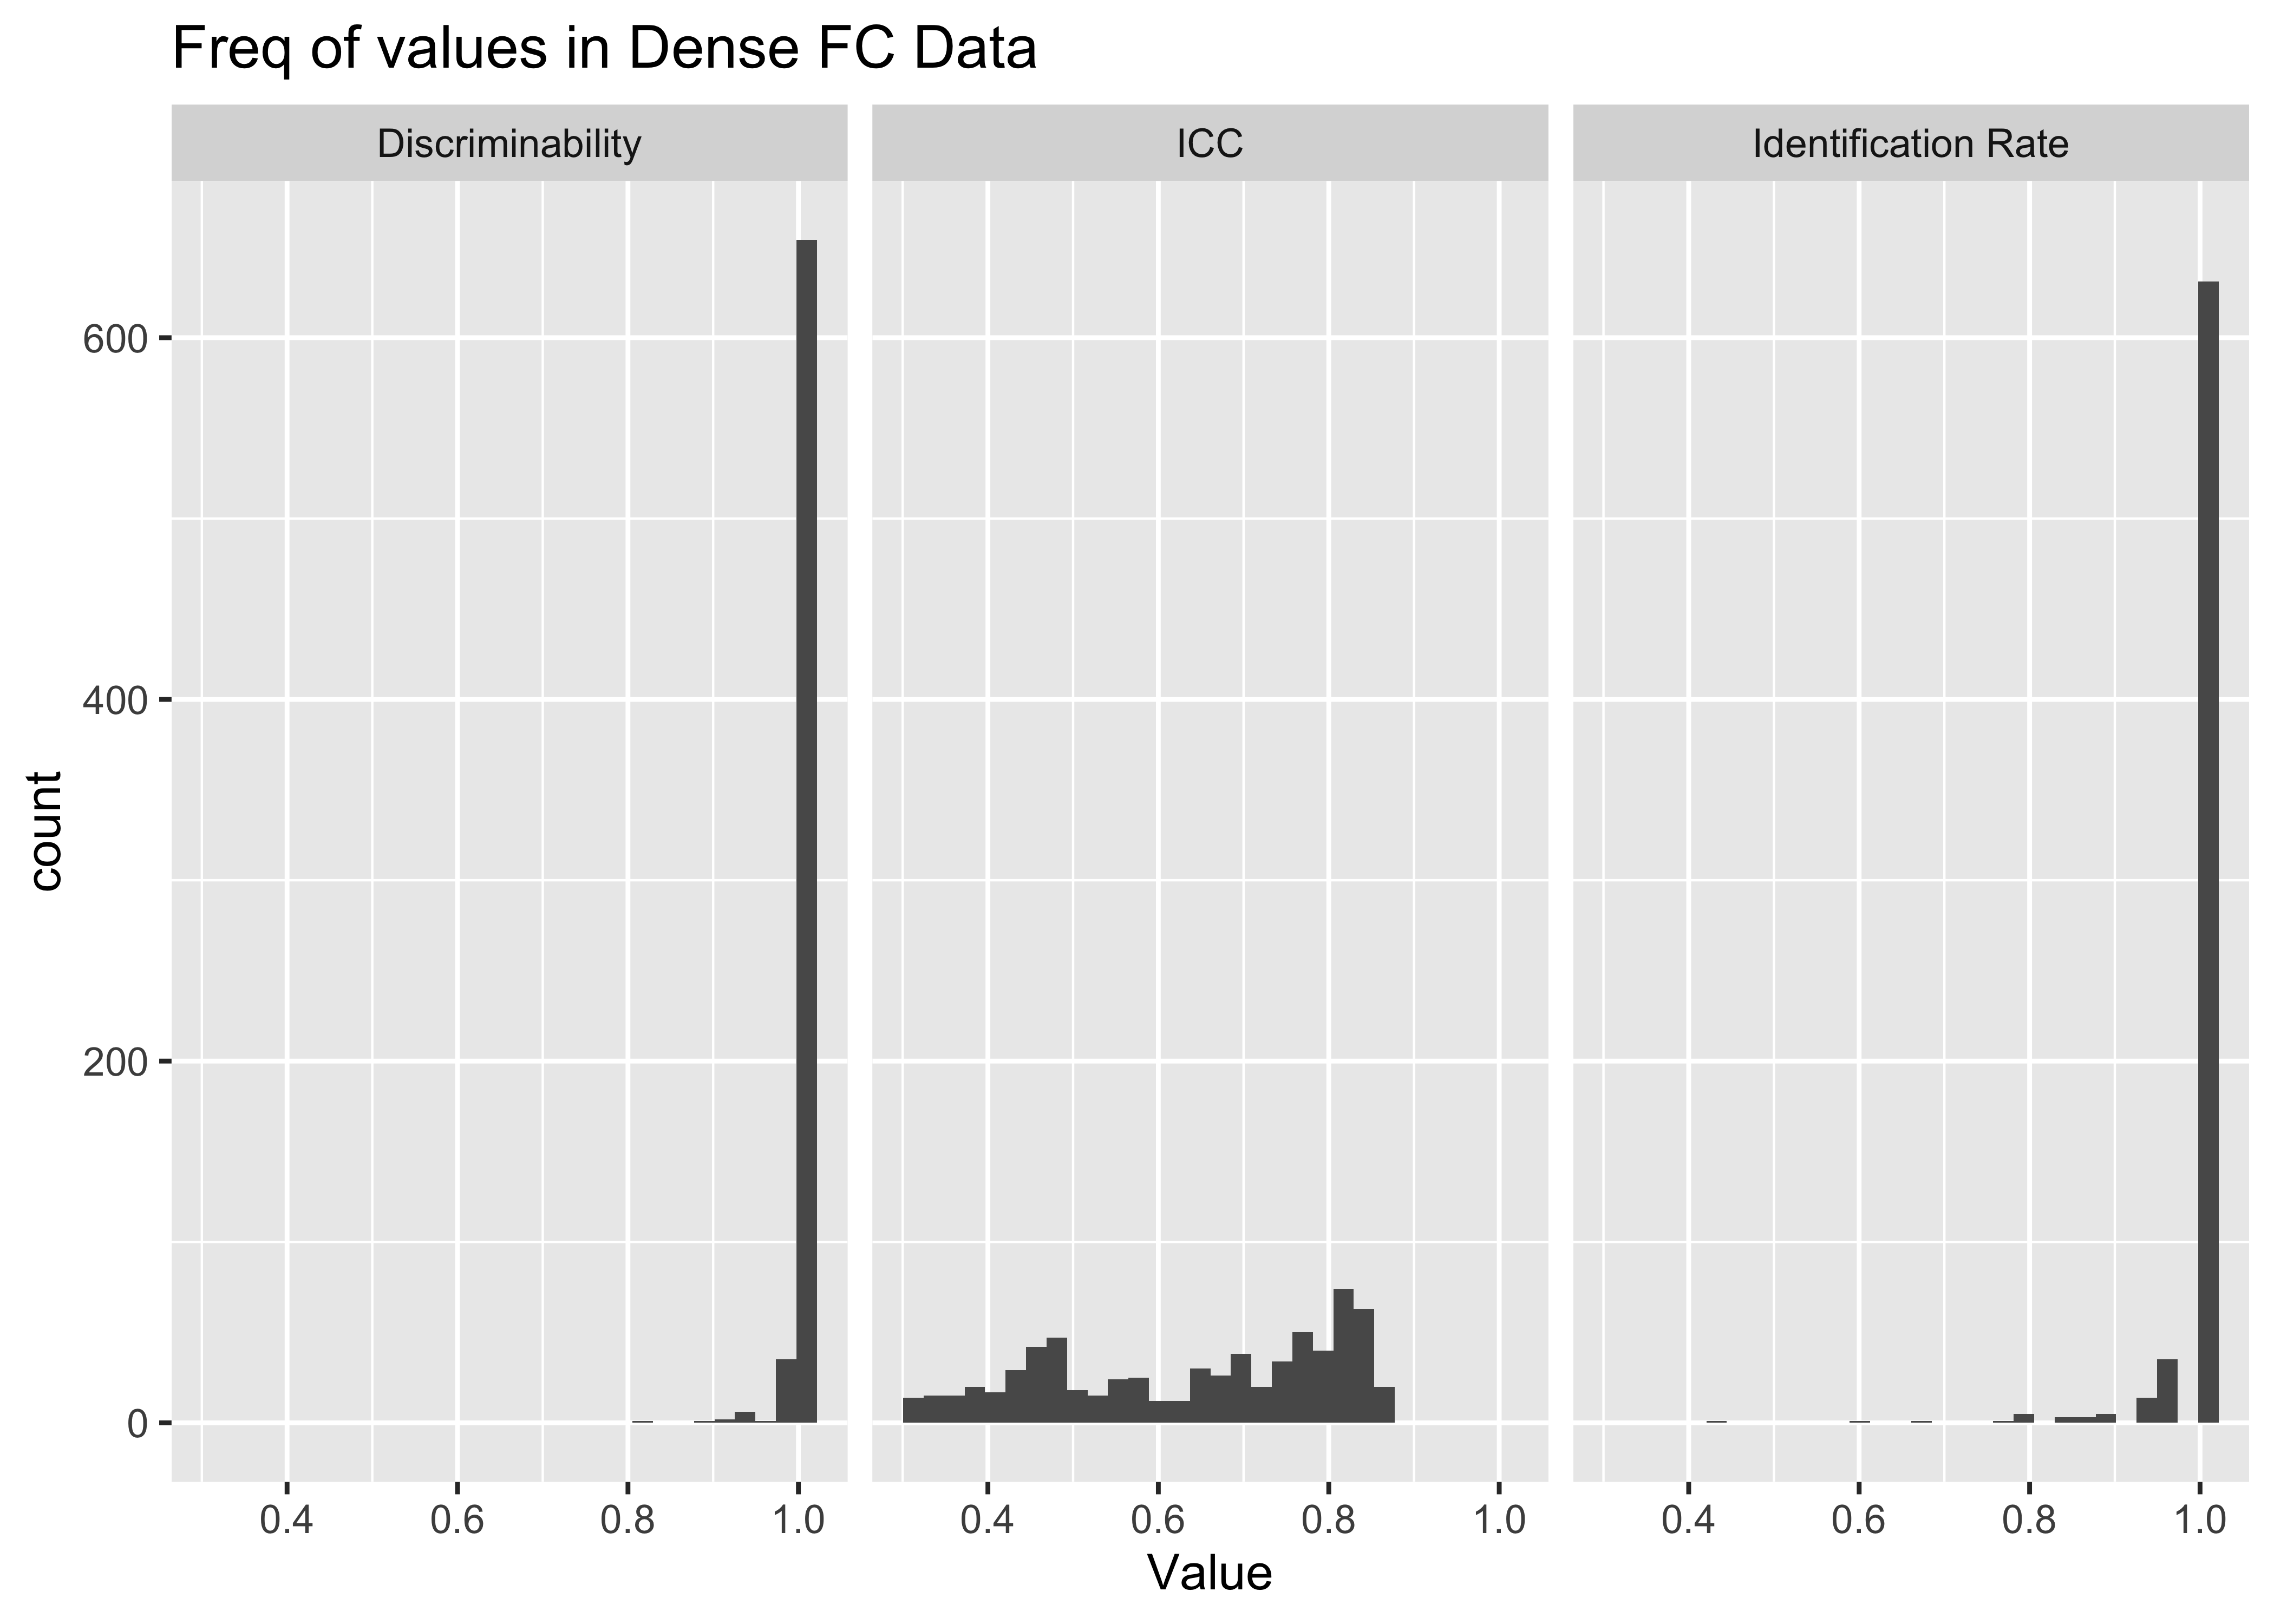 Freq of values in Dense FC Data
Discriminability ICC Identification Rate
600
400
200
0
count
0.4 0.6 0.8 1.0 0.4 0.6 0.8 1.0 0.4 0.6 0.8 1.0
Value